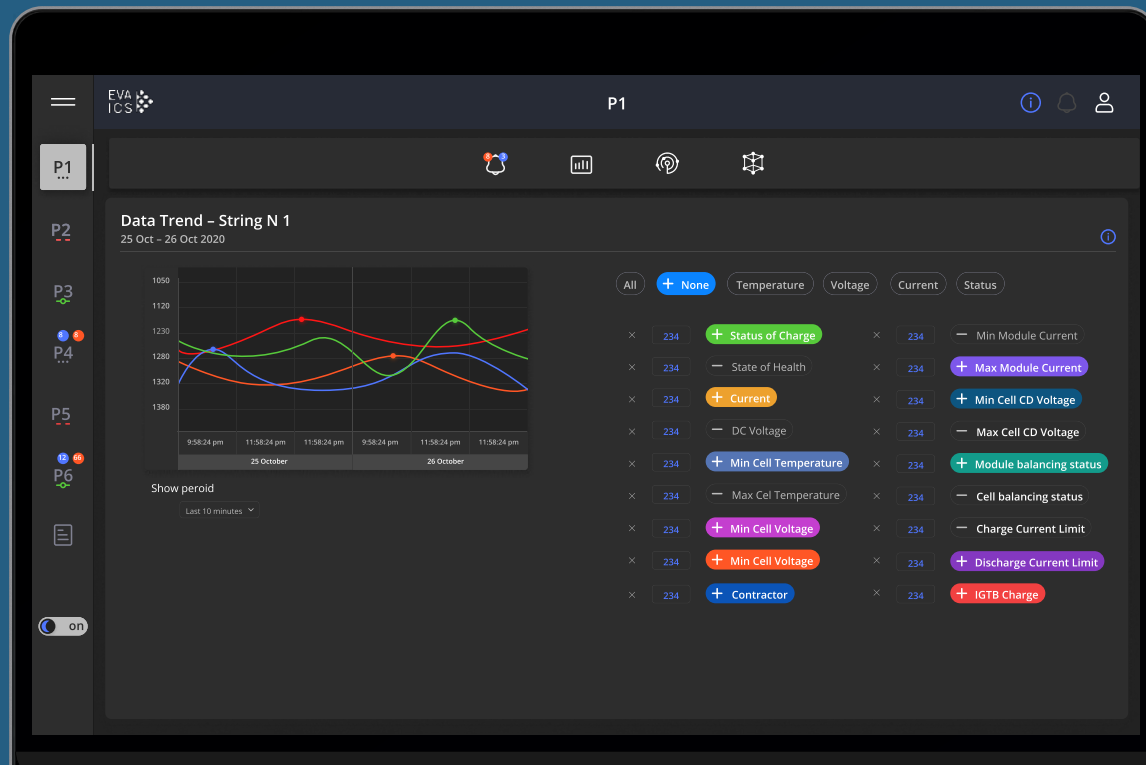 EVA
ICS
P1
P1
8 3
P2
P3
8 8
P4
P5
12 66
P6
on
Data Trend – String N 1
25 Oct – 26 Oct 2020
1050
1120
1230
1280
1320
1380
9:58:24 pm 11:58:24 pm 11:58:24 pm 9:58:24 pm 11:58:24 pm 11:58:24 pm
25 October 26 October
Show peroid
Last 10 minutes
All + None Temperature Voltage Current Status
× 234 + Status of Charge × 234 — Min Module Current
× 234 — State of Health × 234 + Max Module Current
× 234 + Current × 234 + Min Cell CD Voltage
× 234 — DC Voltage × 234 — Max Cell CD Voltage
× 234 + Min Cell Temperature × 234 + Module balancing status
× 234 — Max Cel Temperature × 234 — Cell balancing status
× 234 + Min Cell Voltage × 234 — Charge Current Limit
× 234 + Min Cell Voltage × 234 + Discharge Current Limit
× 234 + Contractor × 234 + IGTB Charge